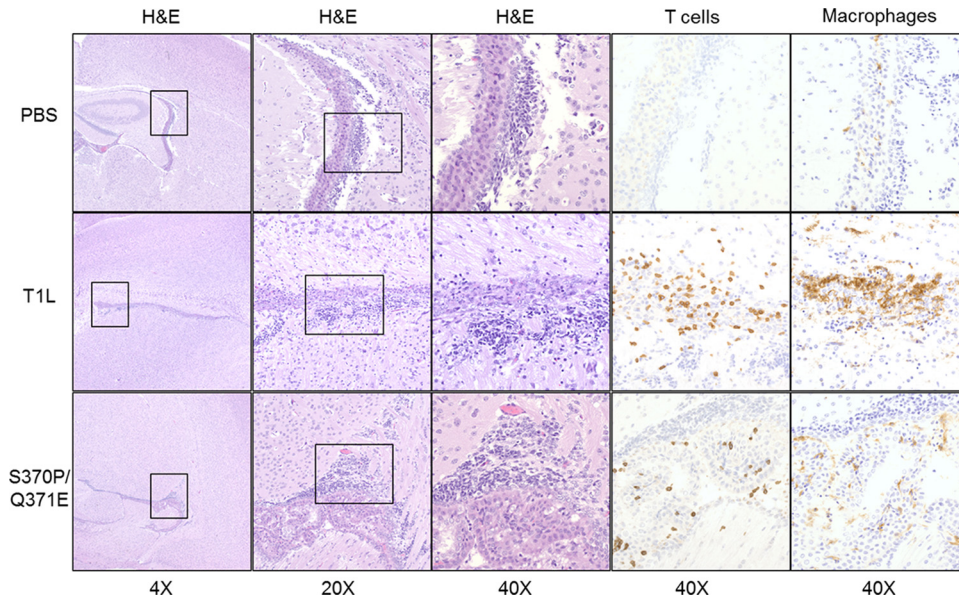 H&E H&E H&E T cells Macrophages
PBS
T1L
S370P/
Q371E
4X 20X 40X 40X 40X